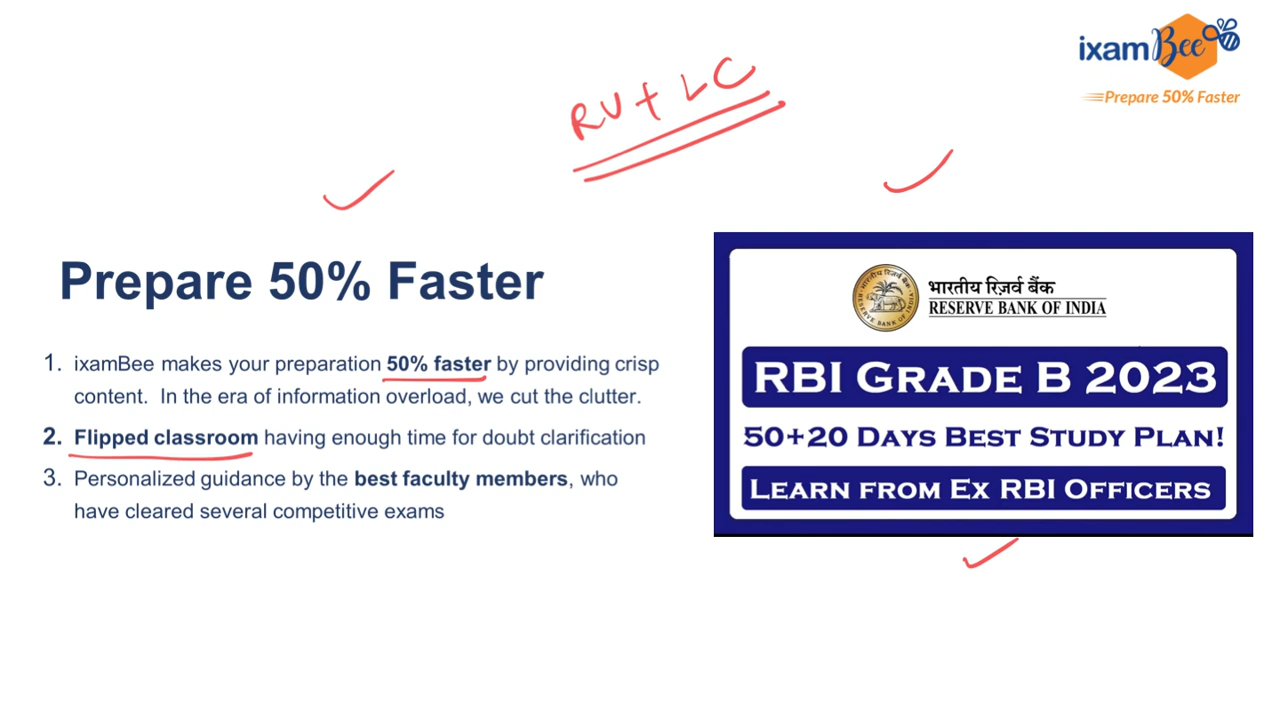 ixamBee
Prepare 50% Faster
RV + LC
Prepare 50% Faster
1. ixamBee makes your preparation 50% faster by providing crisp
content. In the era of information overload, we cut the clutter.
2. Flipped classroom having enough time for doubt clarification
3. Personalized guidance by the best faculty members, who
have cleared several competitive exams
भारतीय रिज़र्व बैंक
RESERVE BANK OF INDIA
RBI GRADE B 2023
50+20 DAYS BEST STUDY PLAN!
LEARN FROM EX RBI OFFICERS